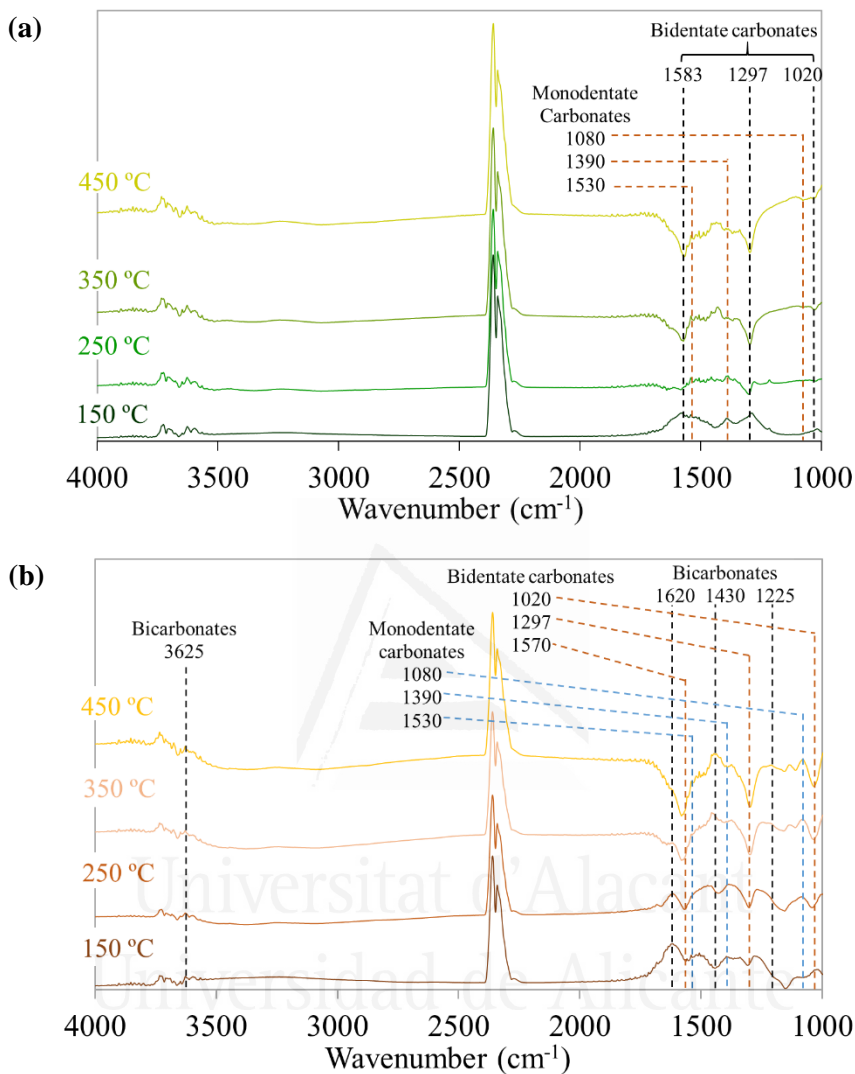 (a)
Bidentate carbonates
1583 1297 1020
Monodentate
Carbonates
1080
1390
1530
450 ºC
350 ºC
250 ºC
150 ºC
4000 3500 3000 2500 2000 1500 1000
Wavenumber (cm⁻¹)
(b)
Bidentate carbonates
1020
1297
1570
Bicarbonates
1620 1430 1225
Bicarbonates
3625
Monodentate
carbonates
1080
1390
1530
450 ºC
350 ºC
250 ºC
150 ºC
Universitat d'Alacant
Universidad de Alicante
4000 3500 3000 2500 2000 1500 1000
Wavenumber (cm⁻¹)